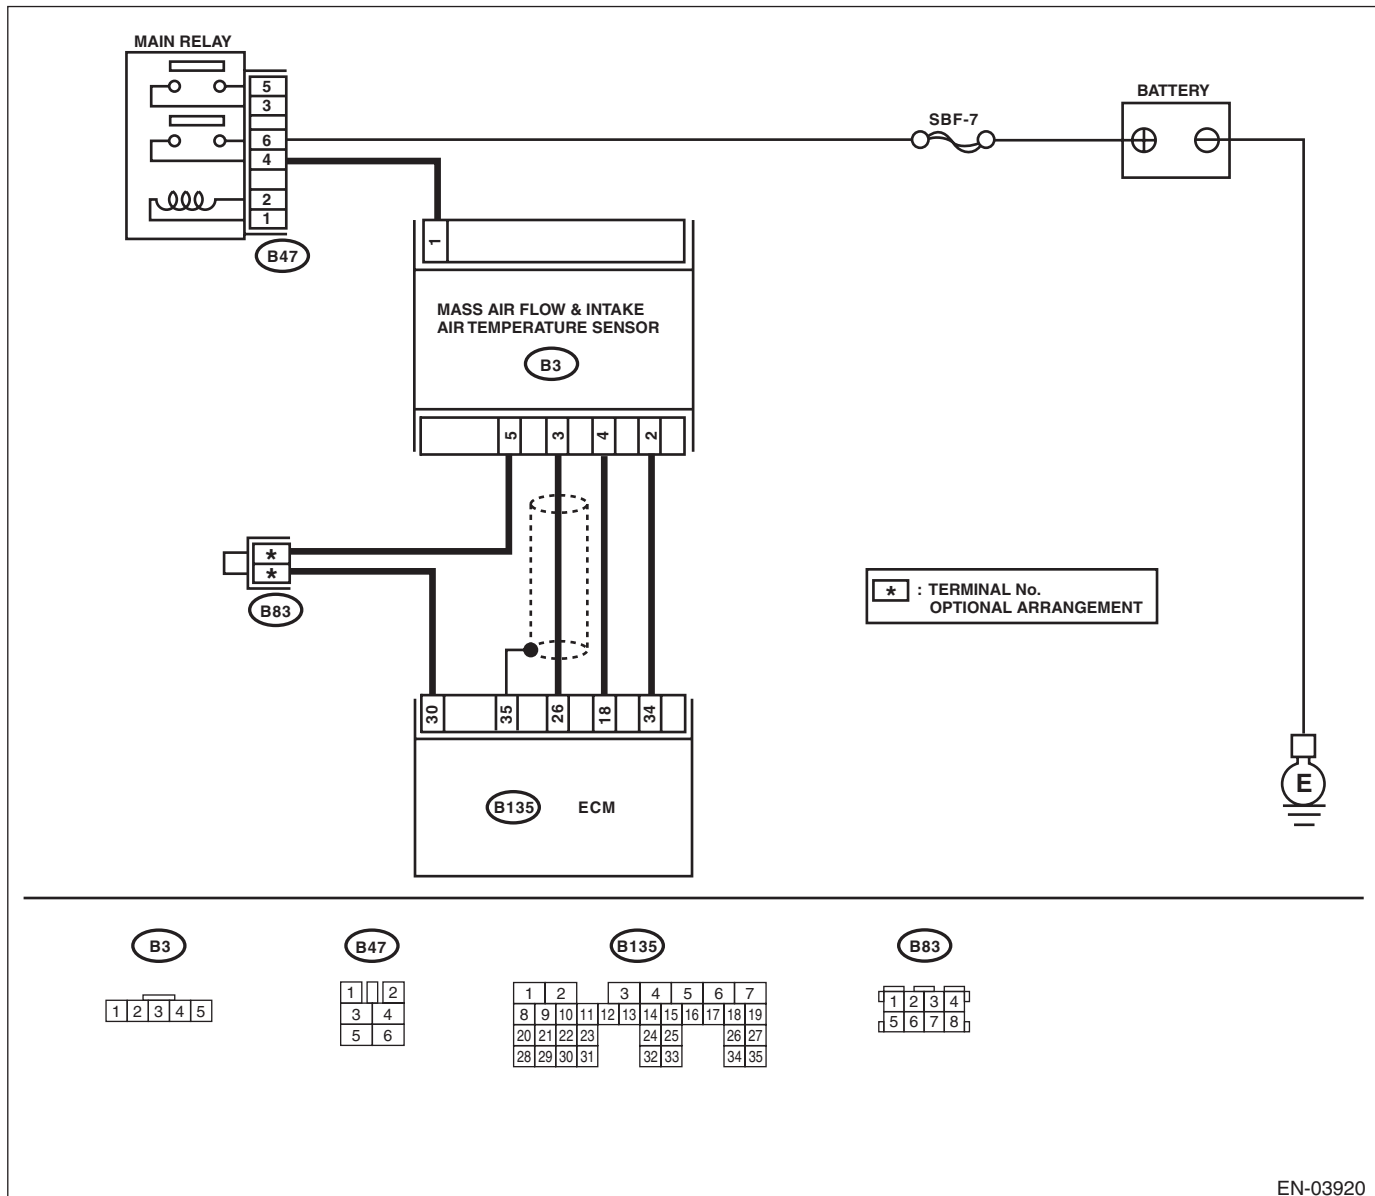 MAIN RELAY
5
3
6
4
2
1
B47
SBF-7
BATTERY
1
MASS AIR FLOW & INTAKE
AIR TEMPERATURE SENSOR
B3
5 3 4 2
*
*
B83
* : TERMINAL No.
OPTIONAL ARRANGEMENT
30 35 26 18 34
B135 ECM
E
B3
1 2 3 4 5
B47
1 2
3 4
5 6
B135
1 2 3 4 5 6 7
8 9 10 11 12 13 14 15 16 17 18 19
20 21 22 23 24 25 26 27
28 29 30 31 32 33 34 35
B83
1 2 3 4
5 6 7 8
EN-03920